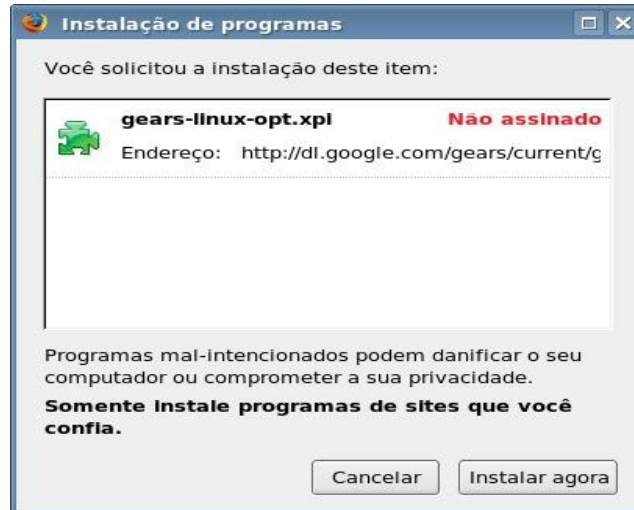 Instalação de programas
Você solicitou a instalação deste item:
gears-linux-opt.xpi Não assinado
Endereço: http://dl.google.com/gears/current/g
Programas mal-intencionados podem danificar o seu
computador ou comprometer a sua privacidade.
Somente instale programas de sites que você
confia.
Cancelar Instalar agora